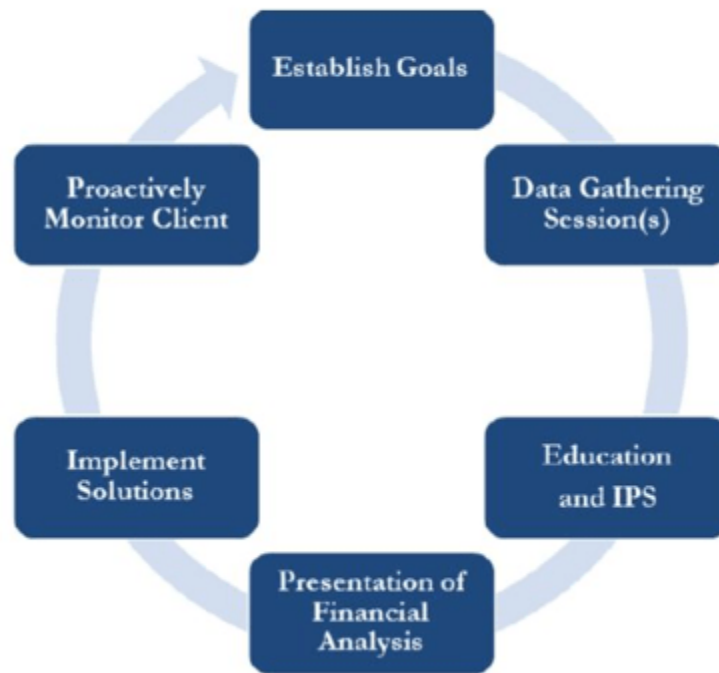 Establish Goals
Data Gathering
Session(s)
Education
and IPS
Presentation of
Financial
Analysis
Implement
Solutions
Proactively
Monitor Client